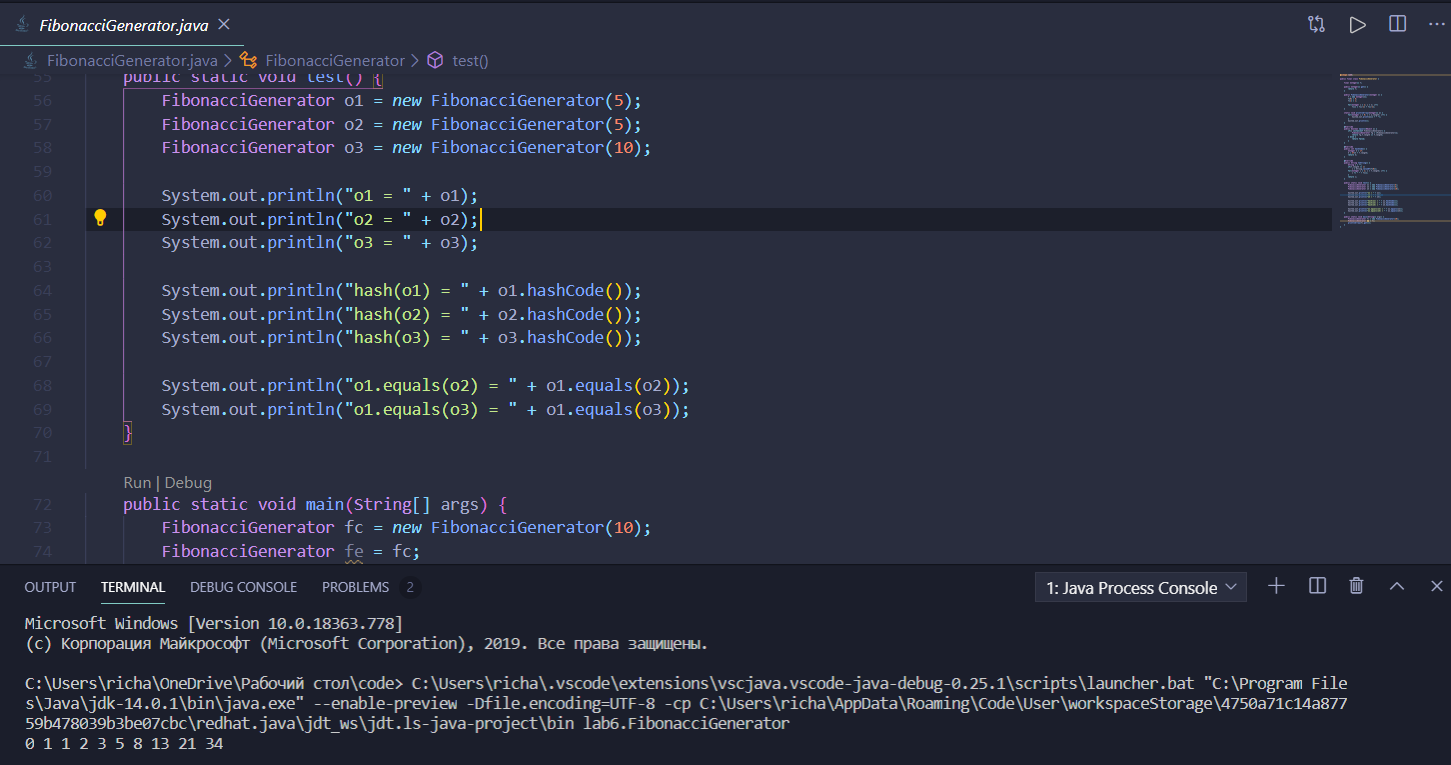 FibonacciGenerator.java
FibonacciGenerator.java > FibonacciGenerator > test()
55 public static void test() {
56 FibonacciGenerator o1 = new FibonacciGenerator(5);
57 FibonacciGenerator o2 = new FibonacciGenerator(5);
58 FibonacciGenerator o3 = new FibonacciGenerator(10);
59
60 System.out.println("o1 = " + o1);
61 System.out.println("o2 = " + o2);
62 System.out.println("o3 = " + o3);
63
64 System.out.println("hash(o1) = " + o1.hashCode());
65 System.out.println("hash(o2) = " + o2.hashCode());
66 System.out.println("hash(o3) = " + o3.hashCode());
67
68 System.out.println("o1.equals(o2) = " + o1.equals(o2));
69 System.out.println("o1.equals(o3) = " + o1.equals(o3));
70 }
71
Run | Debug
72 public static void main(String[] args) {
73 FibonacciGenerator fc = new FibonacciGenerator(10);
74 FibonacciGenerator fe = fc;
OUTPUT TERMINAL DEBUG CONSOLE PROBLEMS 2 1: Java Process Console
Microsoft Windows [Version 10.0.18363.778]
(c) Корпорация Майкрософт (Microsoft Corporation), 2019. Все права защищены.
C:\Users\richa\OneDrive\Рабочий стол\code> C:\Users\richa\.vscode\extensions\vscjava.vscode-java-debug-0.25.1\scripts\launcher.bat "C:\Program File
s\Java\jdk-14.0.1\bin\java.exe" --enable-preview -Dfile.encoding=UTF-8 -cp C:\Users\richa\AppData\Roaming\Code\User\workspaceStorage\4750a71c14a877
59b478039b3be07cbc\redhat.java\jdt_ws\jdt.ls-java-project\bin lab6.FibonacciGenerator
0 1 1 2 3 5 8 13 21 34